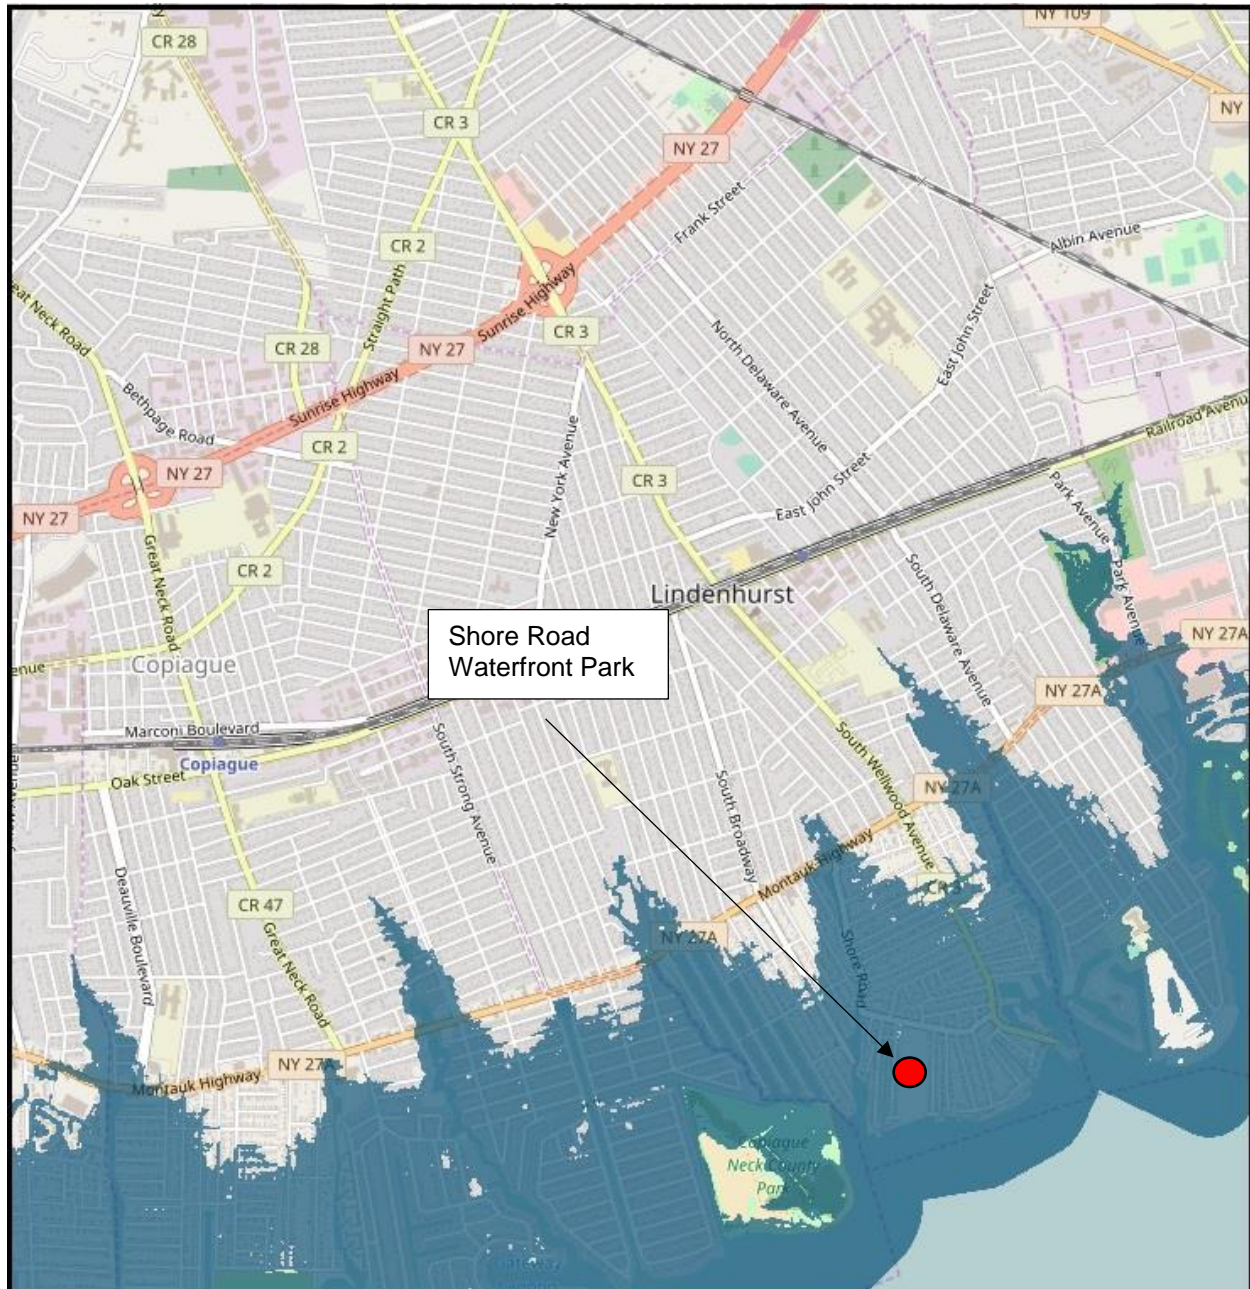 CR 28
NY 109
NY
CR 3
NY 27
Frank Street
Albin Avenue
CR 2
Straight Path
Sunrise Highway
CR 3
East John Street
Great Neck Road
CR 28
NY 27
North Delaware Avenue
Bethpage Road
Sunrise Highway
Railroad Avenu
CR 2
NY 27
New York Avenue
CR 3
East John Street
Park Avenue
NY 27
Great Neck Road
CR 2
South Delaware Avenue
Park Avenue
Lindenhurst
Shore Road
Waterfront Park
NY 27A
enue
Copiague
NY 27A
Marconi Boulevard
South Strong Avenue
South Wellwood Avenue
Copiague
Oak Street
South Broadway
NY 27A
Deauville Boulevard
Montauk Highway
CR 3
CR 47
Great Neck Road
NY 27A
Shore Road
NY 27A
Montauk Highway
Copiague
Neck County
Park